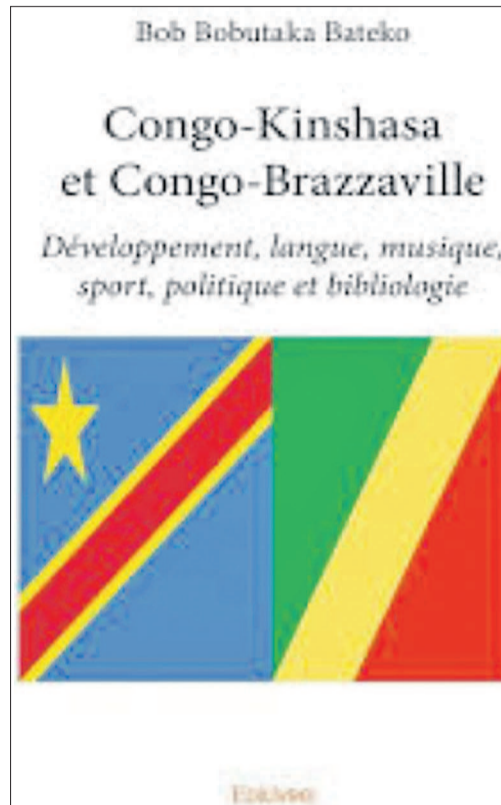 Bob Bobutaka Bateko
Congo-Kinshasa
et Congo-Brazzaville
Développement, langue, musique,
sport, politique et bibliologie
Edilivre